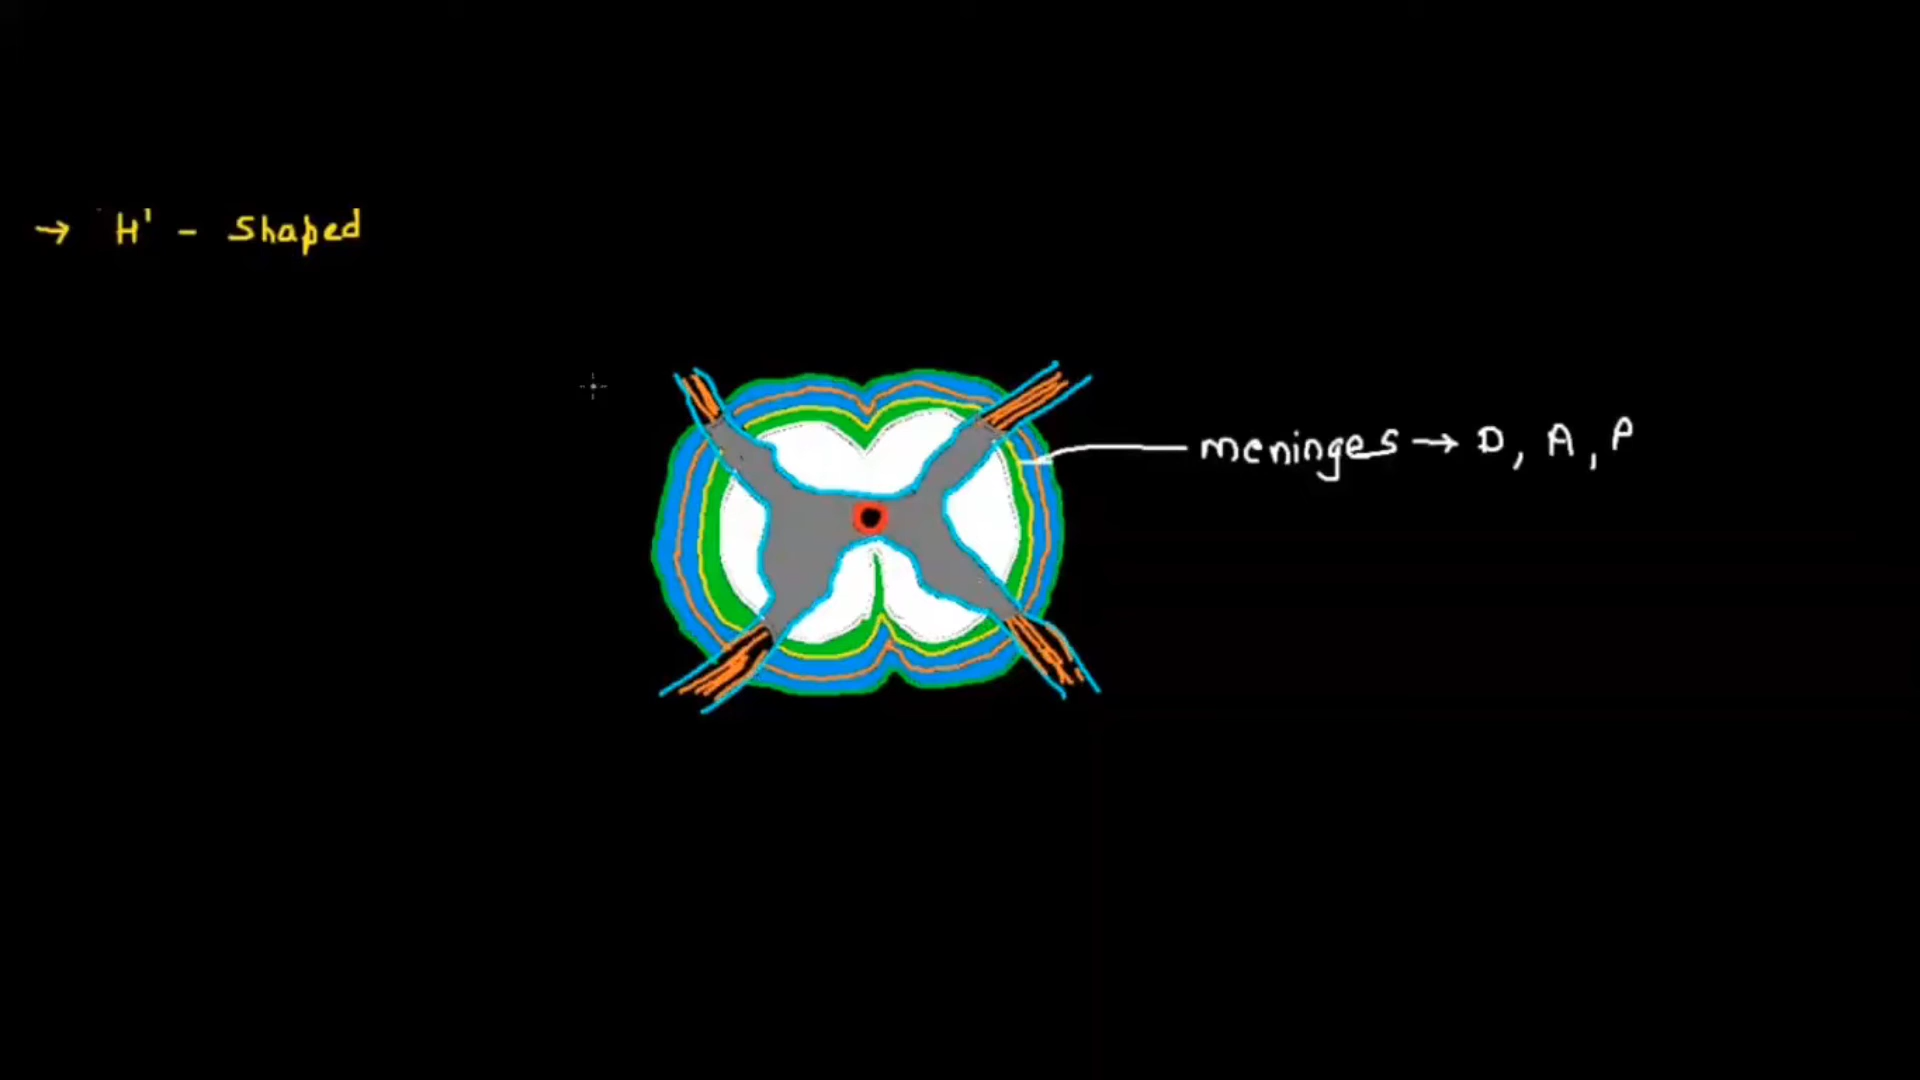 → 'H' - Shaped
meninges → D, A, P